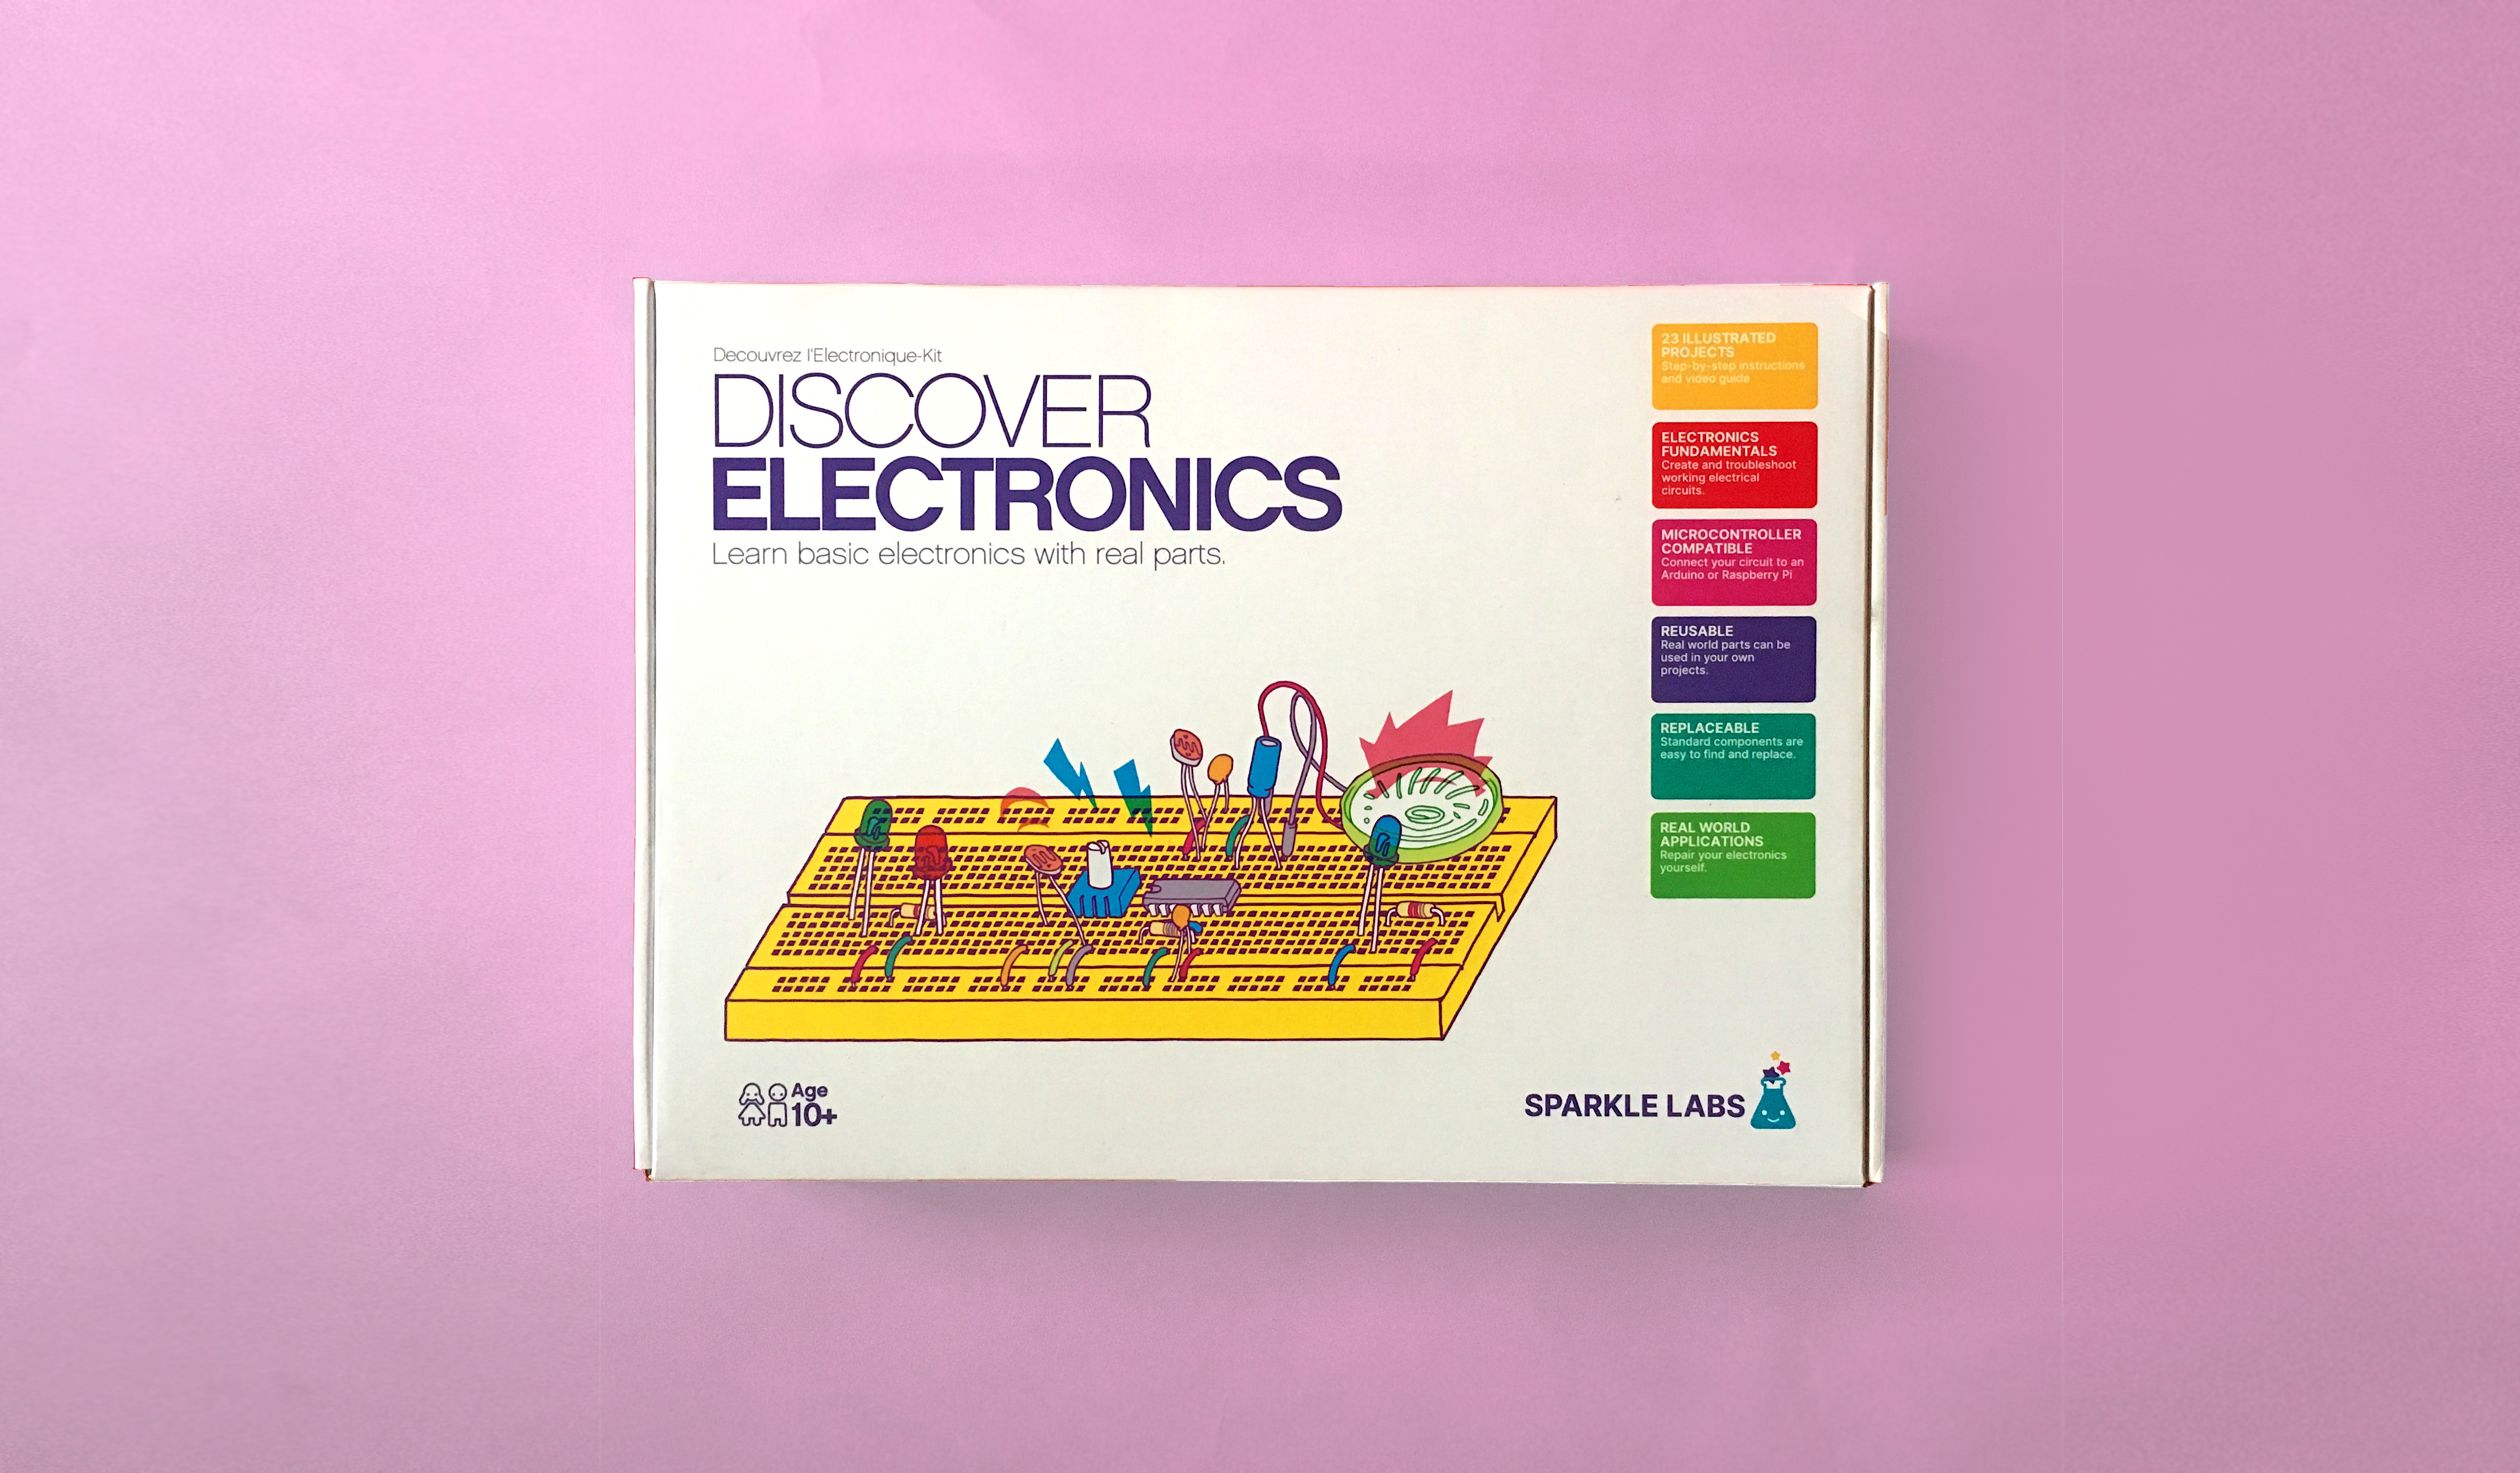 Decouvrez l'Electronique-Kit
DISCOVER
ELECTRONICS
Learn basic electronics with real parts.
23 ILLUSTRATED
PROJECTS
Step-by-step instructions
and video guide
ELECTRONICS
FUNDAMENTALS
Create and troubleshoot
working electrical
circuits.
MICROCONTROLLER
COMPATIBLE
Connect your circuit to an
Arduino or Raspberry Pi
REUSABLE
Real world parts can be
used in your own
projects.
REPLACEABLE
Standard components are
easy to find and replace.
REAL WORLD
APPLICATIONS
Repair your electronics
yourself.
Age
10+
SPARKLE LABS